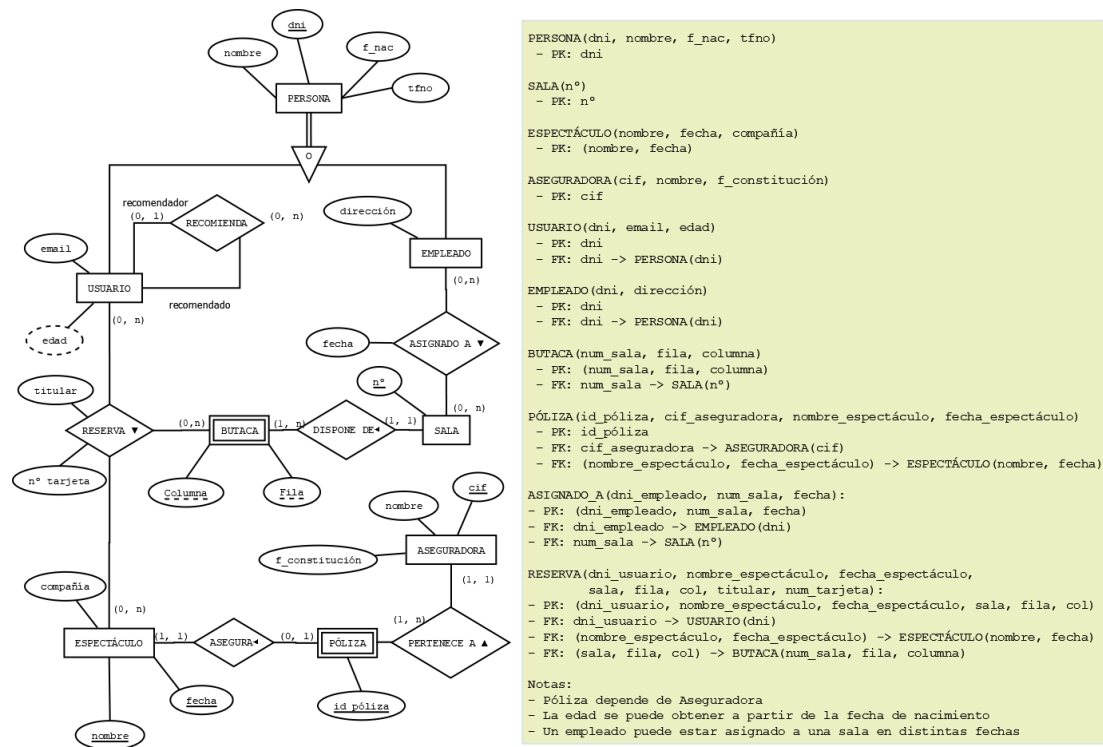 dni
nombre
f_nac
tfno
PERSONA
O
recomendador
(0, 1)
RECOMIENDA
(0, n)
dirección
email
EMPLEADO
USUARIO
(0,n)
recomendado
(0, n)
edad
fecha
ASIGNADO A ▼
titular
nº
(0, n)
RESERVA ▼
(0,n)
BUTACA
(1, n)
DISPONE DE◄
(1, 1)
SALA
nº tarjeta
Columna
Fila
cif
nombre
ASEGURADORA
f_constitución
(1, 1)
compañía
(0, n)
(1, n)
ESPECTÁCULO
(1, 1)
ASEGURA◄
(0, 1)
PÓLIZA
PERTENECE A ▲
fecha
id póliza
nombre
PERSONA(dni, nombre, f_nac, tfno)
- PK: dni
SALA(nº)
- PK: nº
ESPECTÁCULO(nombre, fecha, compañía)
- PK: (nombre, fecha)
ASEGURADORA(cif, nombre, f_constitución)
- PK: cif
USUARIO(dni, email, edad)
- PK: dni
- FK: dni -> PERSONA(dni)
EMPLEADO(dni, dirección)
- PK: dni
- FK: dni -> PERSONA(dni)
BUTACA(num_sala, fila, columna)
- PK: (num_sala, fila, columna)
- FK: num_sala -> SALA(nº)
PÓLIZA(id_póliza, cif_aseguradora, nombre_espectáculo, fecha_espectáculo)
- PK: id_póliza
- FK: cif_aseguradora -> ASEGURADORA(cif)
- FK: (nombre_espectáculo, fecha_espectáculo) -> ESPECTÁCULO(nombre, fecha)
ASIGNADO_A(dni_empleado, num_sala, fecha):
- PK: (dni_empleado, num_sala, fecha)
- FK: dni_empleado -> EMPLEADO(dni)
- FK: num_sala -> SALA(nº)
RESERVA(dni_usuario, nombre_espectáculo, fecha_espectáculo,
sala, fila, col, titular, num_tarjeta):
- PK: (dni_usuario, nombre_espectáculo, fecha_espectáculo, sala, fila, col)
- FK: dni_usuario -> USUARIO(dni)
- FK: (nombre_espectáculo, fecha_espectáculo) -> ESPECTÁCULO(nombre, fecha)
- FK: (sala, fila, col) -> BUTACA(num_sala, fila, columna)
Notas:
- Póliza depende de Aseguradora
- La edad se puede obtener a partir de la fecha de nacimiento
- Un empleado puede estar asignado a una sala en distintas fechas